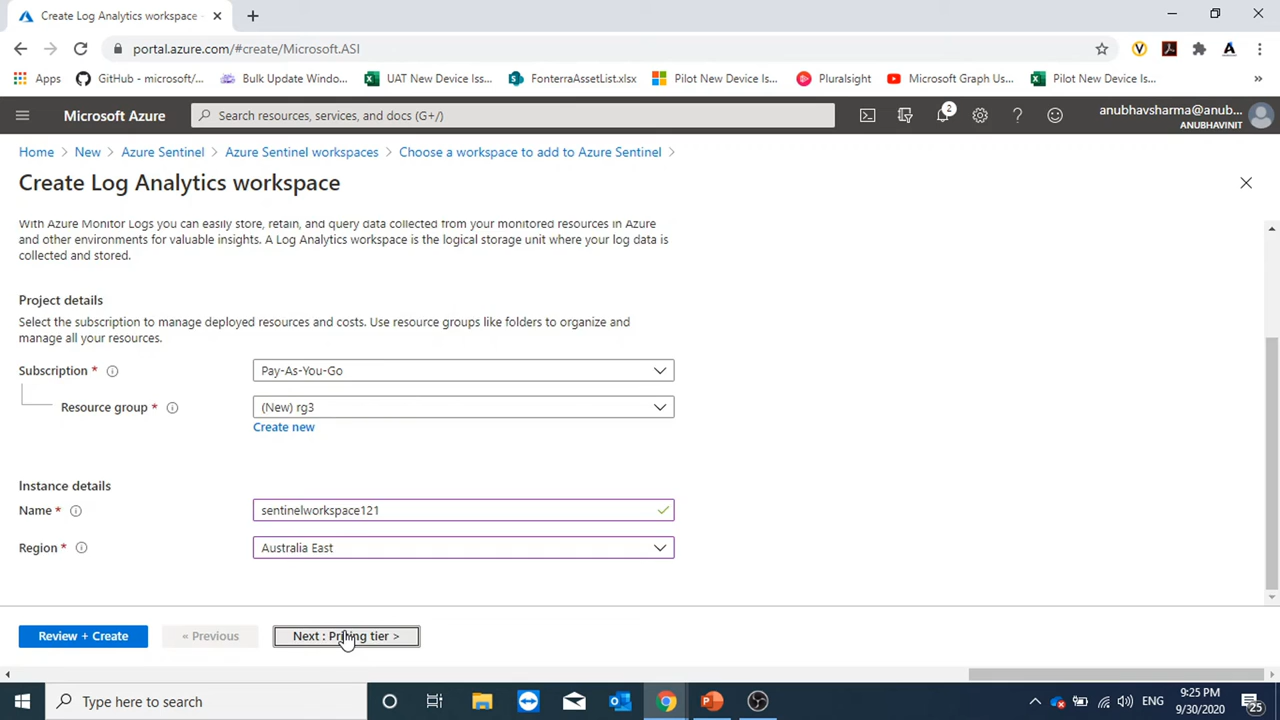 Create Log Analytics workspace
portal.azure.com/#create/Microsoft.ASI
Apps
GitHub - microsoft/...
Bulk Update Windo...
UAT New Device Iss...
FonterraAssetList.xlsx
Pilot New Device Is...
Pluralsight
Microsoft Graph Us...
Pilot New Device Is...
»
Microsoft Azure
Search resources, services, and docs (G+/)
2
anubhavsharma@anub...
ANUBHAVINIT
Home > New > Azure Sentinel > Azure Sentinel workspaces > Choose a workspace to add to Azure Sentinel >
Create Log Analytics workspace
With Azure Monitor Logs you can easily store, retain, and query data collected from your monitored resources in Azure
and other environments for valuable insights. A Log Analytics workspace is the logical storage unit where your log data is
collected and stored.
Project details
Select the subscription to manage deployed resources and costs. Use resource groups like folders to organize and
manage all your resources.
Subscription *
Pay-As-You-Go
Resource group *
(New) rg3
Create new
Instance details
Name *
sentinelworkspace121
Region *
Australia East
Review + Create
« Previous
Next : Pricing tier >
Type here to search
ENG
9:25 PM
9/30/2020
25